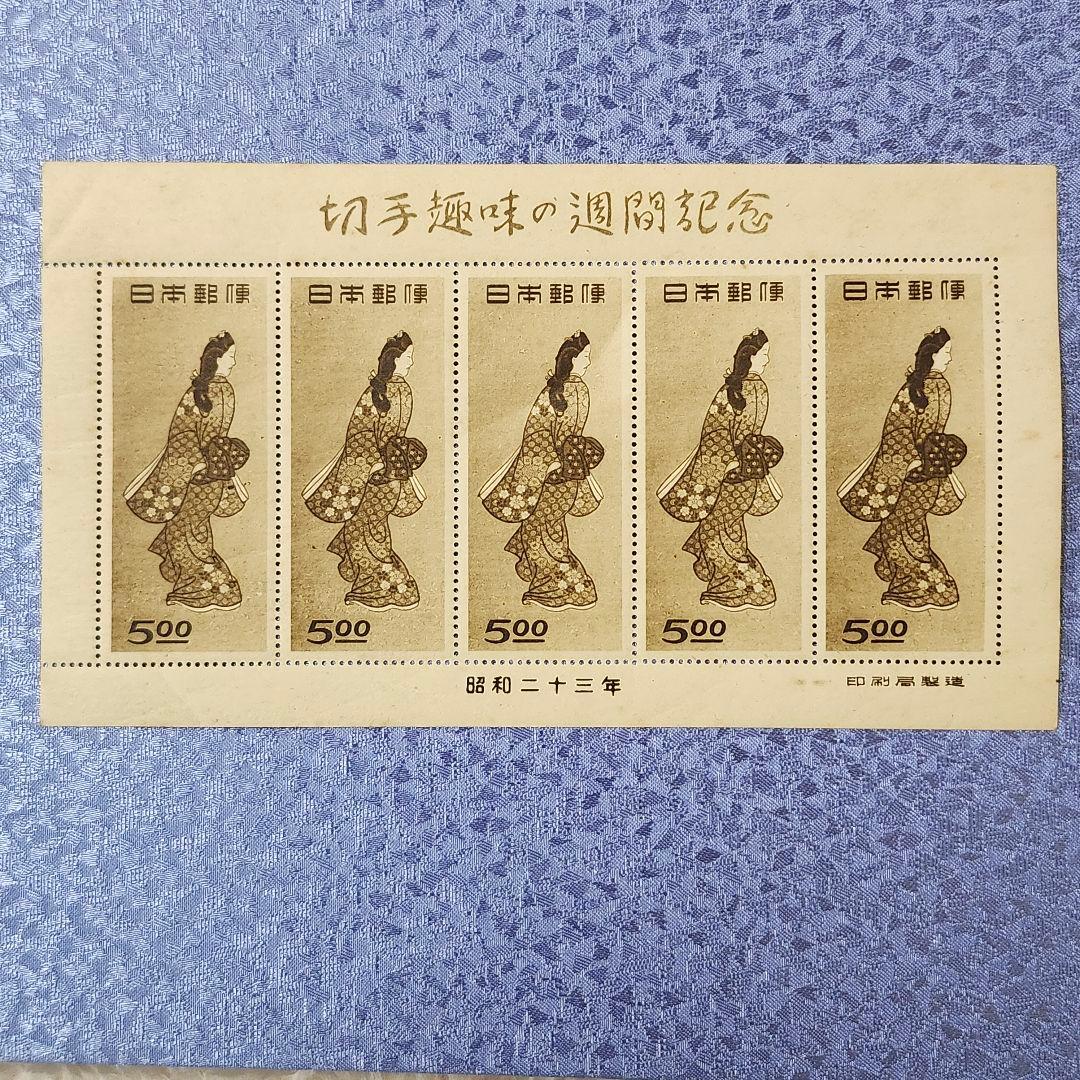 切手趣味の週間記念
日本郵便 日本郵便 日本郵便 日本郵便 日本郵便
5.00 5.00 5.00 5.00 5.00
昭和二十三年 印刷局製造